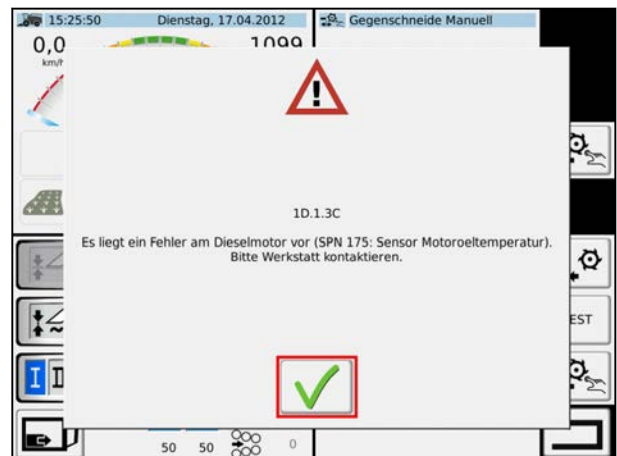 15:25:50 Dienstag, 17.04.2012
Gegenschneide Manuell
0,0
1099
km/h
1D.1.3C
Es liegt ein Fehler am Dieselmotor vor (SPN 175: Sensor Motoroeltemperatur).
Bitte Werkstatt kontaktieren.
EST
I
50 50 0